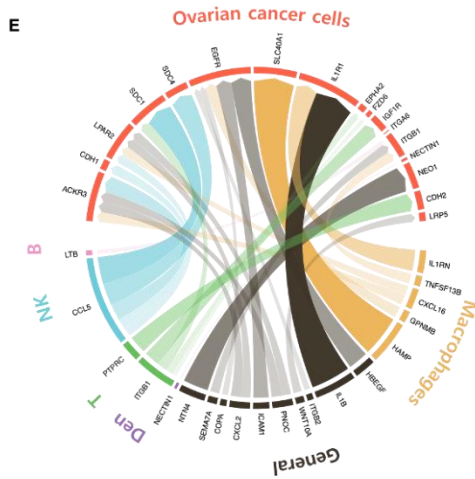 E
Ovarian cancer cells
ACKR3
CDH1
LPAR2
SDC1
SDC4
EGFR
SLC40A1
IL1R1
EPHA2
FZD6
IGF1R
ITGA6
ITGB1
NECTIN1
NEO1
CDH2
LRP5
Macrophages
IL1RN
TNFSF13B
CXCL16
GPNMB
HAMP
General
HBEGF
IL1B
ITGB2
WNT10A
PNOC
ICAM1
CXCL2
COPA
SEMA7A
NTN4
Den
NECTIN1
T
ITGB1
PTPRC
NK
CCL5
B
LTB